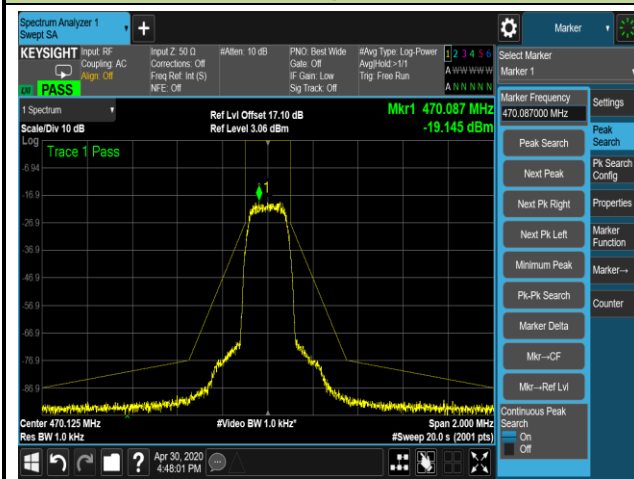 Spectrum Analyzer 1
Swept SA
+
Marker
KEYSIGHT
Input: RF
Coupling: AC
Align: Off
Input Z: 50 Ω
Corrections: Off
Freq Ref: Int (S)
NFE: Off
#Atten: 10 dB
PNO: Best Wide
Gate: Off
IF Gain: Low
Sig Track: Off
#Avg Type: Log-Power
Avg|Hold:>1/1
Trig: Free Run
1 2 3 4 5 6
A W W W W W
A N N N N N
PASS
Select Marker
Marker 1
1 Spectrum
Scale/Div 10 dB
Log
Ref Lvl Offset 17.10 dB
Ref Level 3.06 dBm
Mkr1 470.087 MHz
-19.145 dBm
Trace 1 Pass
1
-6.94
-16.9
-26.9
-36.9
-46.9
-56.9
-66.9
-76.9
-86.9
Center 470.125 MHz
Res BW 1.0 kHz
#Video BW 1.0 kHz*
Span 2.000 MHz
#Sweep 20.0 s (2001 pts)
Marker Frequency
470.087000 MHz
Peak Search
Next Peak
Next Pk Right
Next Pk Left
Minimum Peak
Pk-Pk Search
Marker Delta
Mkr→CF
Mkr→Ref Lvl
Continuous Peak
Search
On
Off
Settings
Peak
Search
Pk Search
Config
Properties
Marker
Function
Marker→
Counter
?
Apr 30, 2020
4:48:01 PM